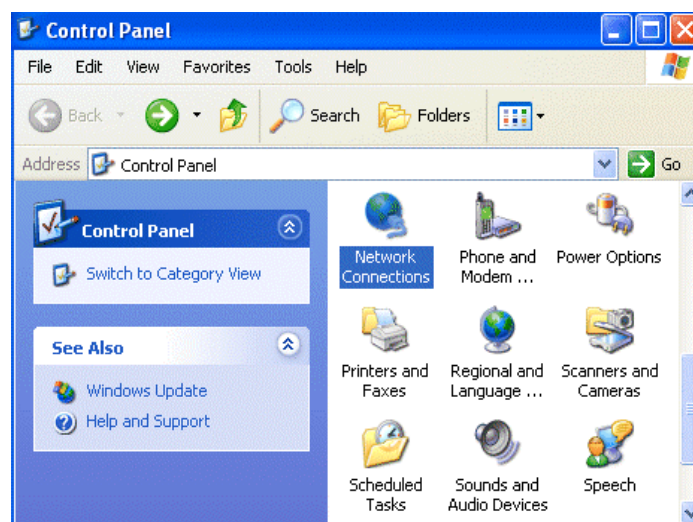 Control Panel
File Edit View Favorites Tools Help
Back Search Folders
Address Control Panel Go
Control Panel
Switch to Category View
See Also
Windows Update
Help and Support
Network Connections
Phone and Modem ...
Power Options
Printers and Faxes
Regional and Language ...
Scanners and Cameras
Scheduled Tasks
Sounds and Audio Devices
Speech